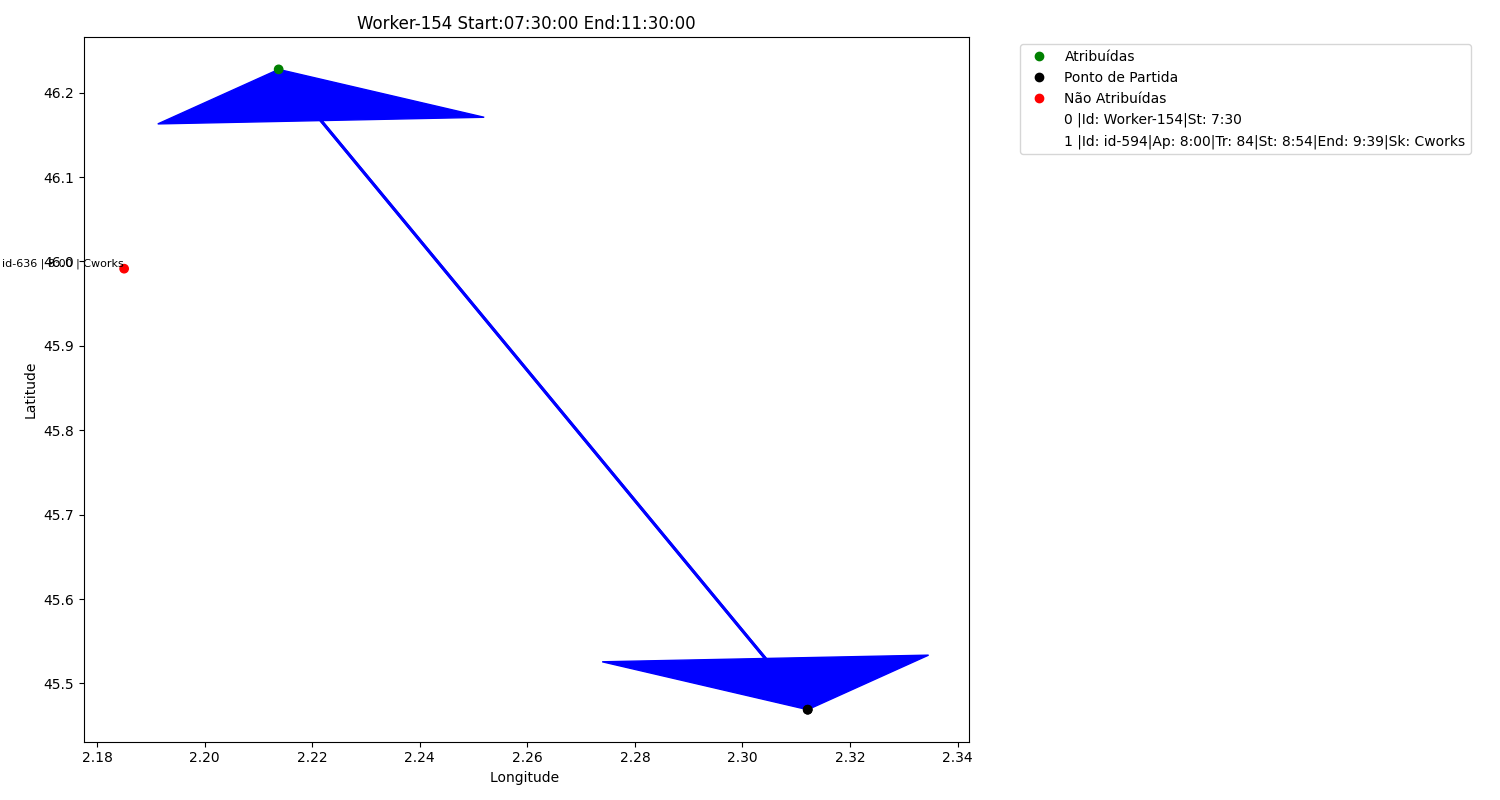 Worker-154 Start:07:30:00 End:11:30:00
Atribuídas
Ponto de Partida
Não Atribuídas
0 |Id: Worker-154|St: 7:30
1 |Id: id-594|Ap: 8:00|Tr: 84|St: 8:54|End: 9:39|Sk: Cworks
46.2
46.1
46.0
id-636 | :00 | Cworks
45.9
45.8
45.7
45.6
45.5
Latitude
2.18 2.20 2.22 2.24 2.26 2.28 2.30 2.32 2.34
Longitude